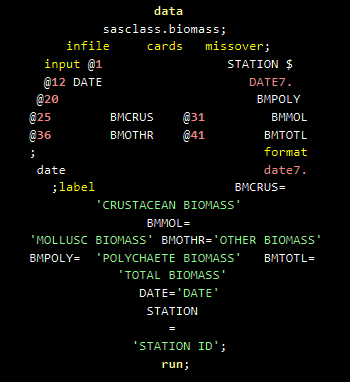 data
sasclass.biomass;
infile cards missover;
input @1 STATION $
@12 DATE DATE7.
@20 BMPOLY
@25 BMCRUS @31 BMMOL
@36 BMOTHR @41 BMTOTL
; format
date date7.
;label BMCRUS=
'CRUSTACEAN BIOMASS'
BMMOL=
'MOLLUSC BIOMASS' BMOTHR='OTHER BIOMASS'
BMPOLY= 'POLYCHAETE BIOMASS' BMTOTL=
'TOTAL BIOMASS'
DATE='DATE'
STATION
=
'STATION ID';
run;